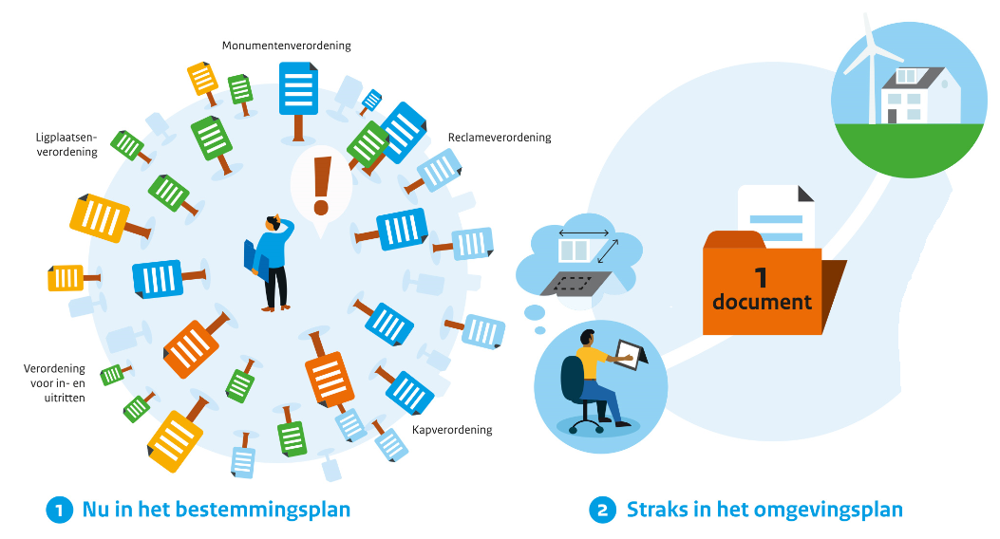 Monumentenverordening
Ligplaatsen-
verordening
Reclameverordening
Verordening
voor in- en
uitritten
Kapverordening
1 Nu in het bestemmingsplan
1
document
2 Straks in het omgevingsplan